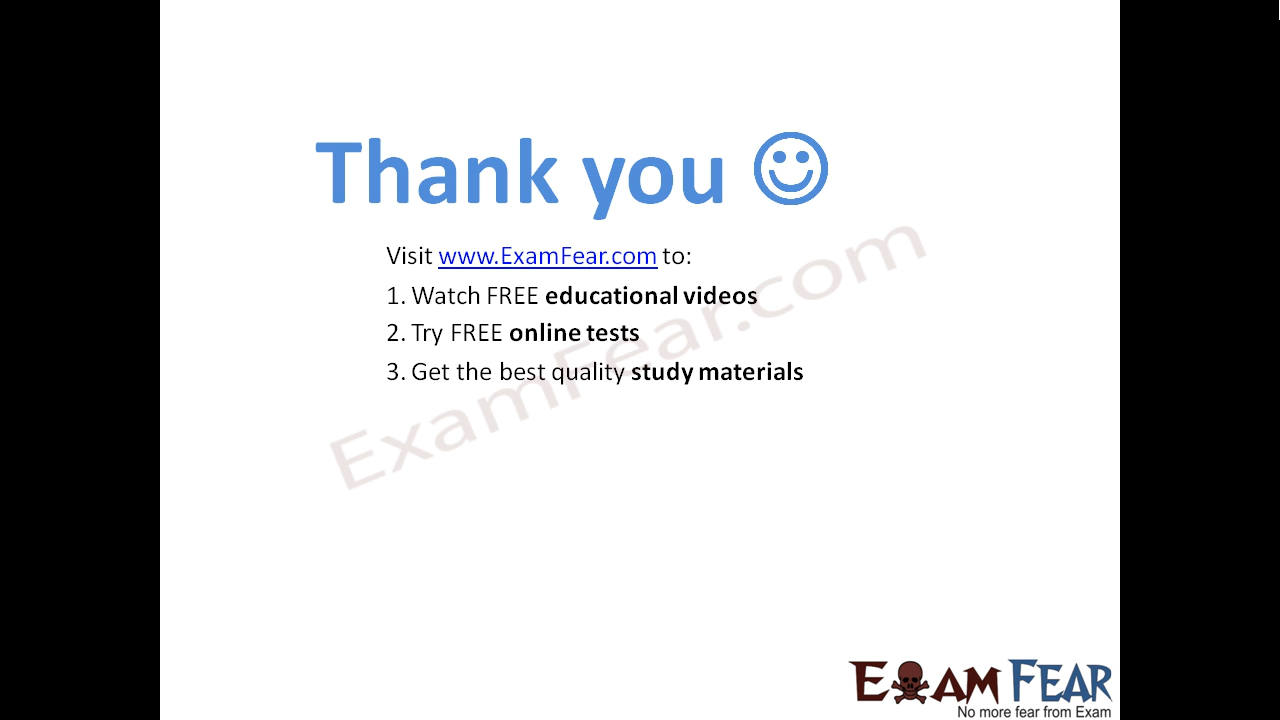 Thank you
Visit www.ExamFear.com to:
1. Watch FREE educational videos
2. Try FREE online tests
3. Get the best quality study materials
ExamFear.com
EXAM FEAR
No more fear from Exam